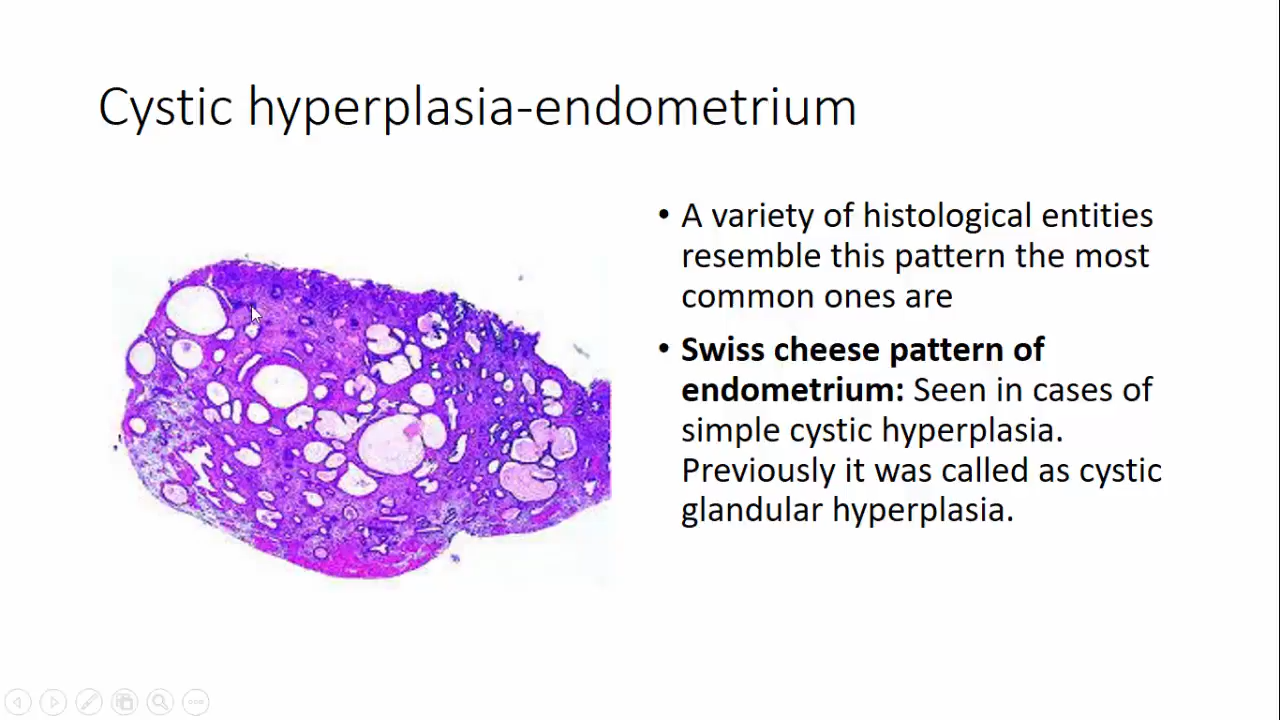 Cystic hyperplasia-endometrium
• A variety of histological entities
resemble this pattern the most
common ones are
• Swiss cheese pattern of
endometrium: Seen in cases of
simple cystic hyperplasia.
Previously it was called as cystic
glandular hyperplasia.